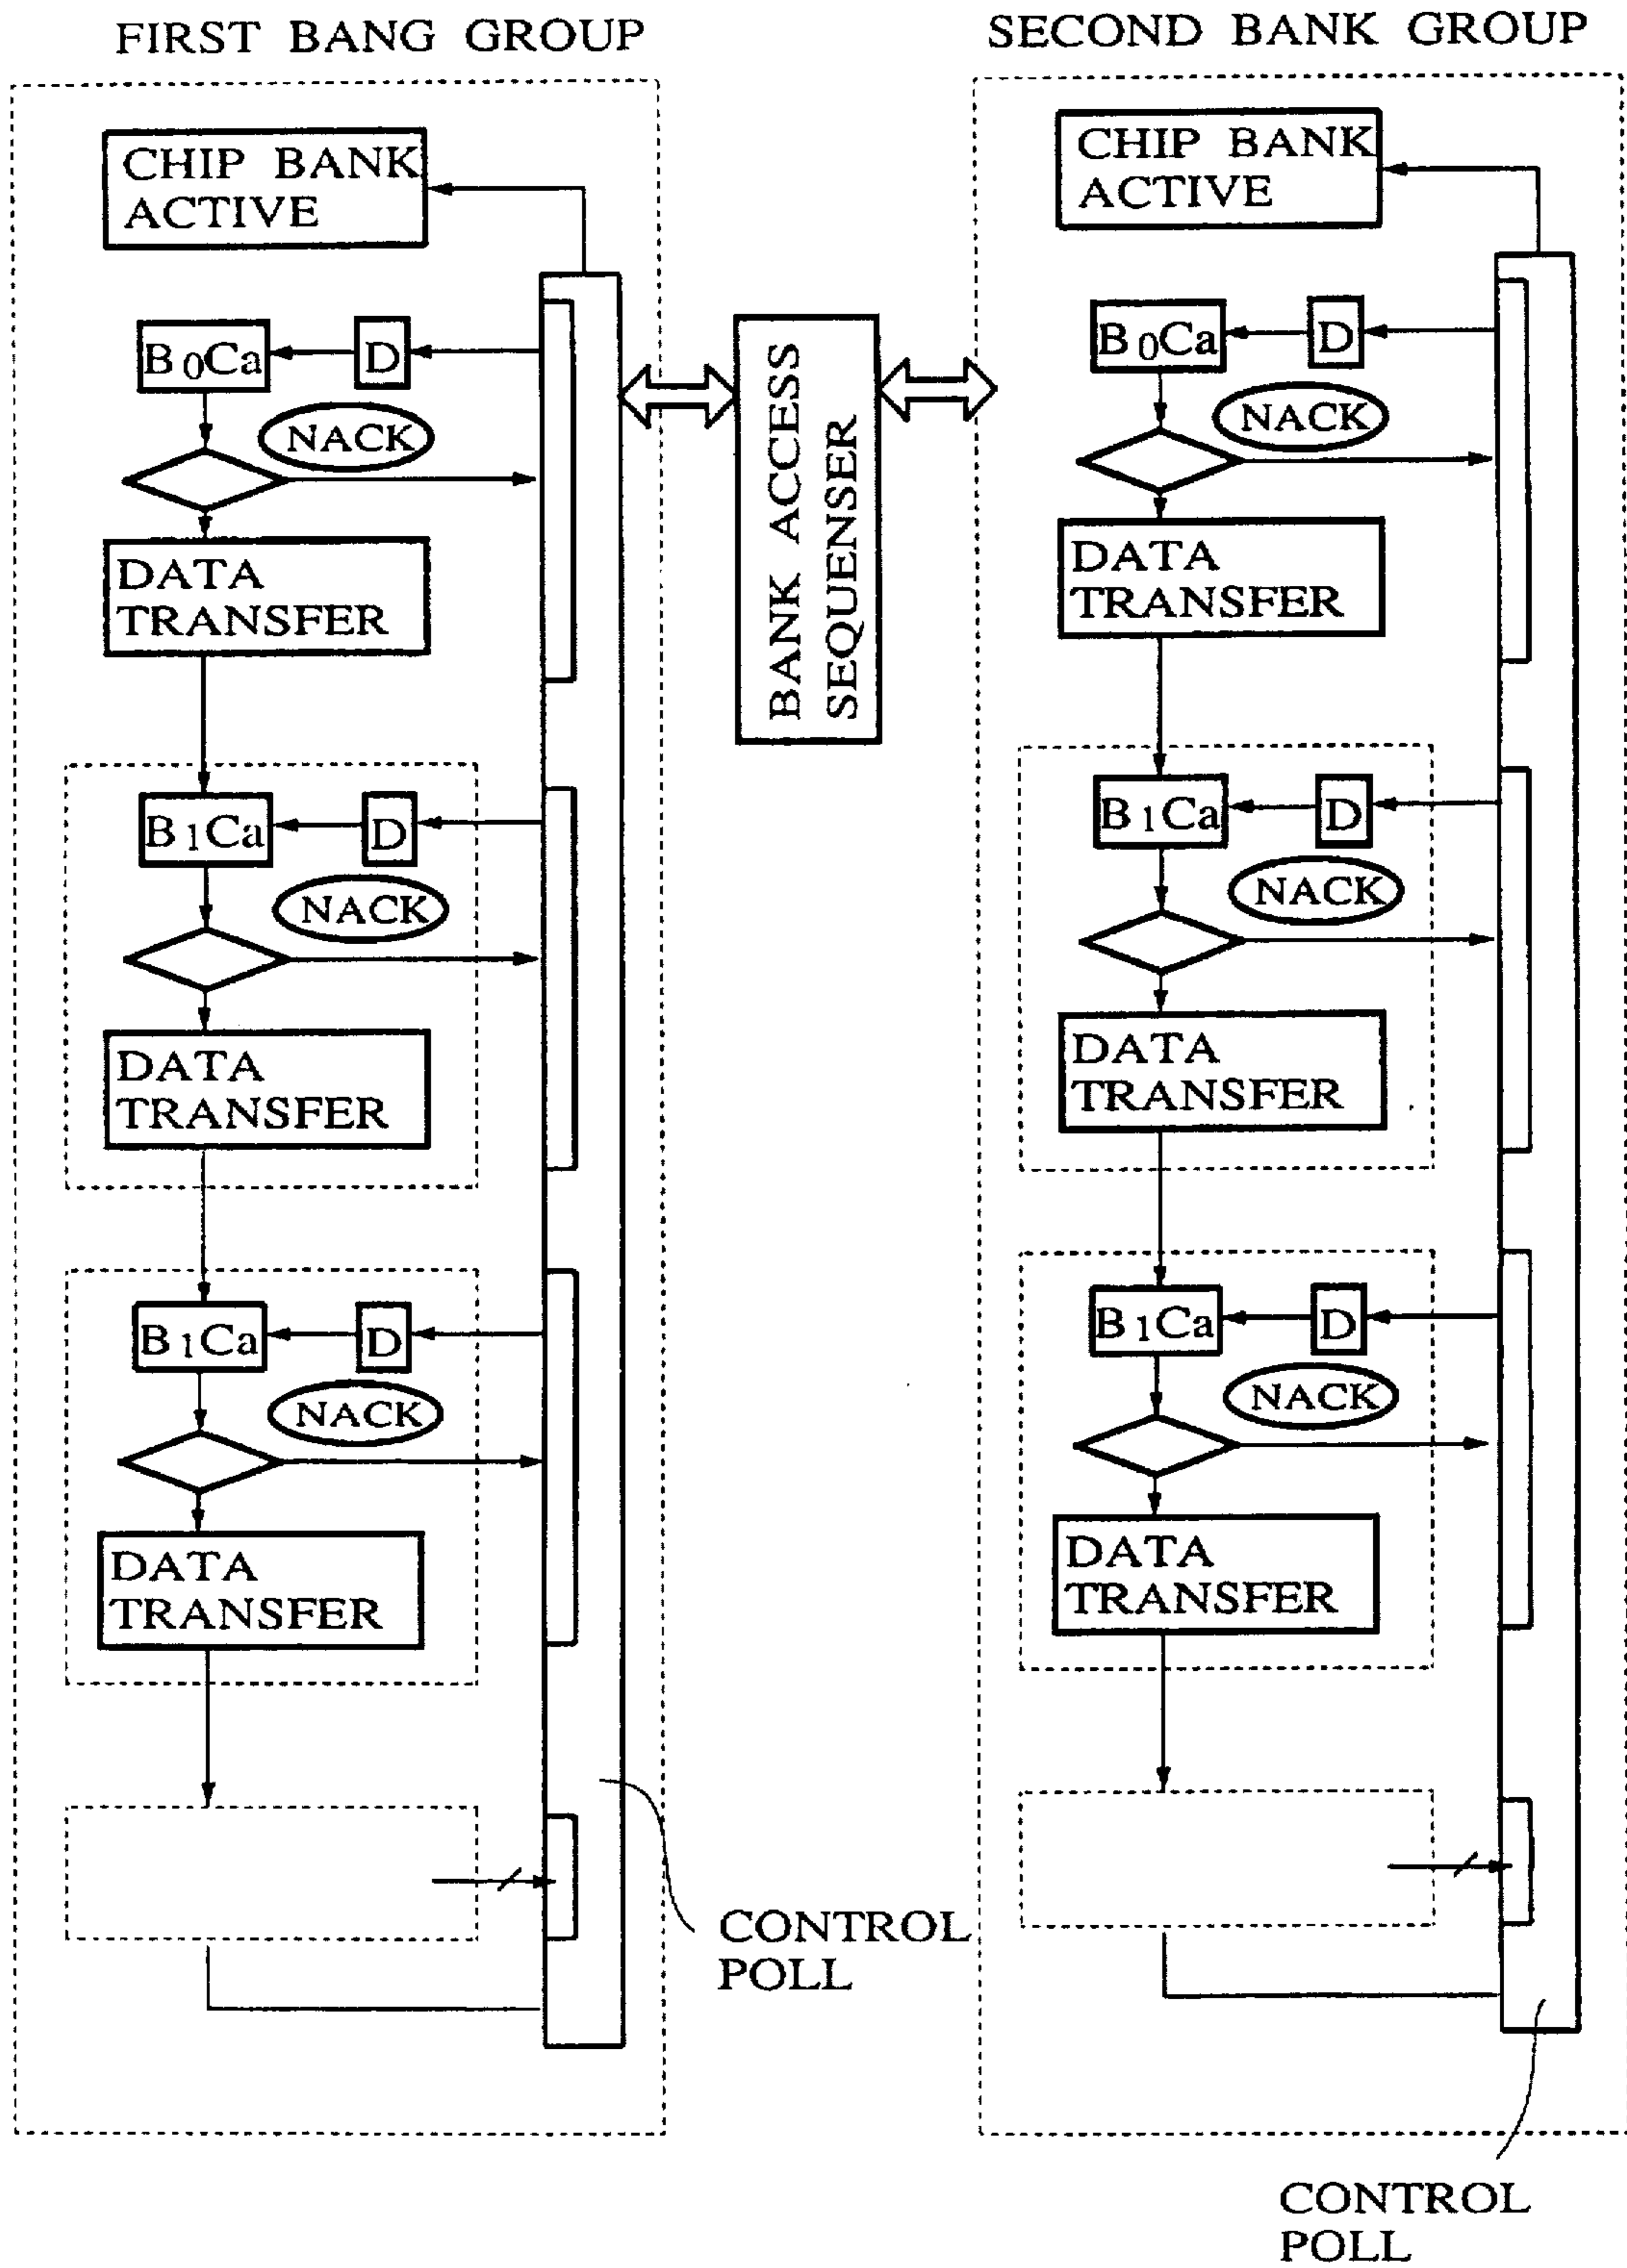 FIRST BANG GROUP
CHIP BANK
ACTIVE
B0Ca
D
NACK
DATA
TRANSFER
B1Ca
D
NACK
DATA
TRANSFER
B1Ca
D
NACK
DATA
TRANSFER
CONTROL
POLL
BANK ACCESS
SEQUENSER
SECOND BANK GROUP
CHIP BANK
ACTIVE
B0Ca
D
NACK
DATA
TRANSFER
B1Ca
D
NACK
DATA
TRANSFER
B1Ca
D
NACK
DATA
TRANSFER
CONTROL
POLL